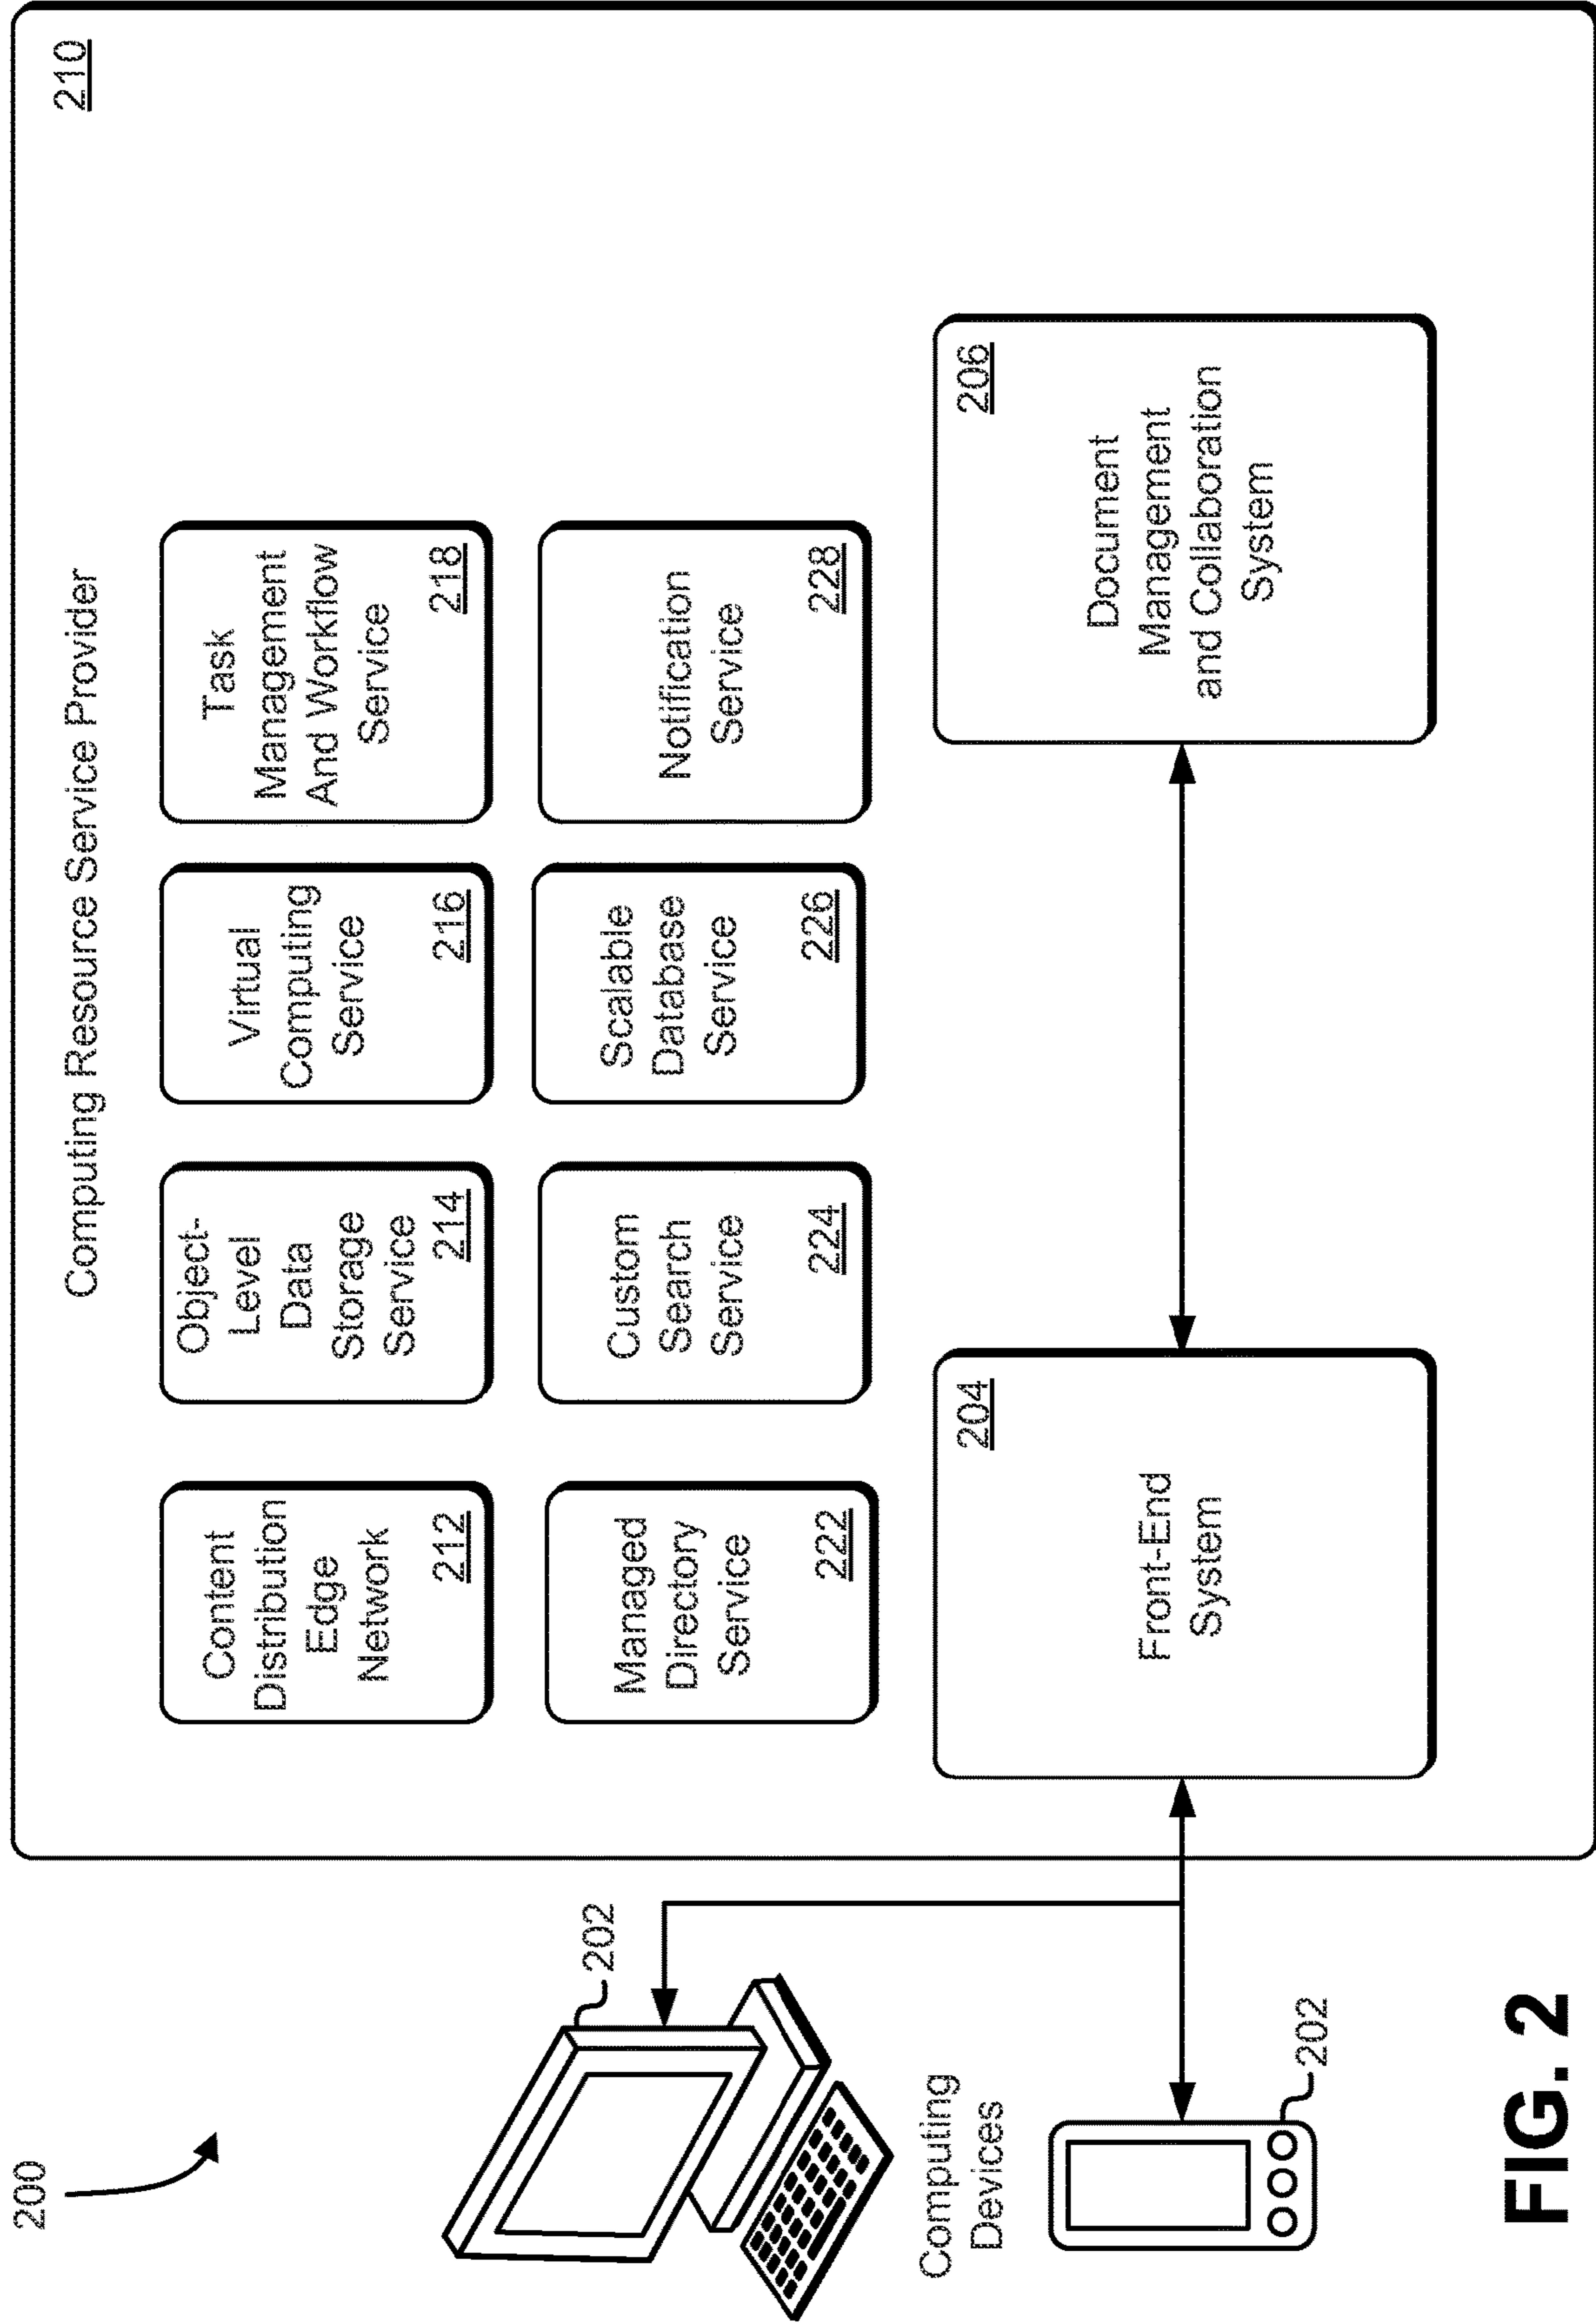 200
Computing Resource Service Provider
210
Content
Distribution
Edge
Network
212
Object-
Level
Data
Storage
Service
214
Virtual
Computing
Service
216
Task
Management
And Workflow
Service
218
Managed
Directory
Service
222
Custom
Search
Service
224
Scalable
Database
Service
226
Notification
Service
228
202
Computing
Devices
202
204
Front-End
System
206
Document
Management
and Collaboration
System
FIG. 2